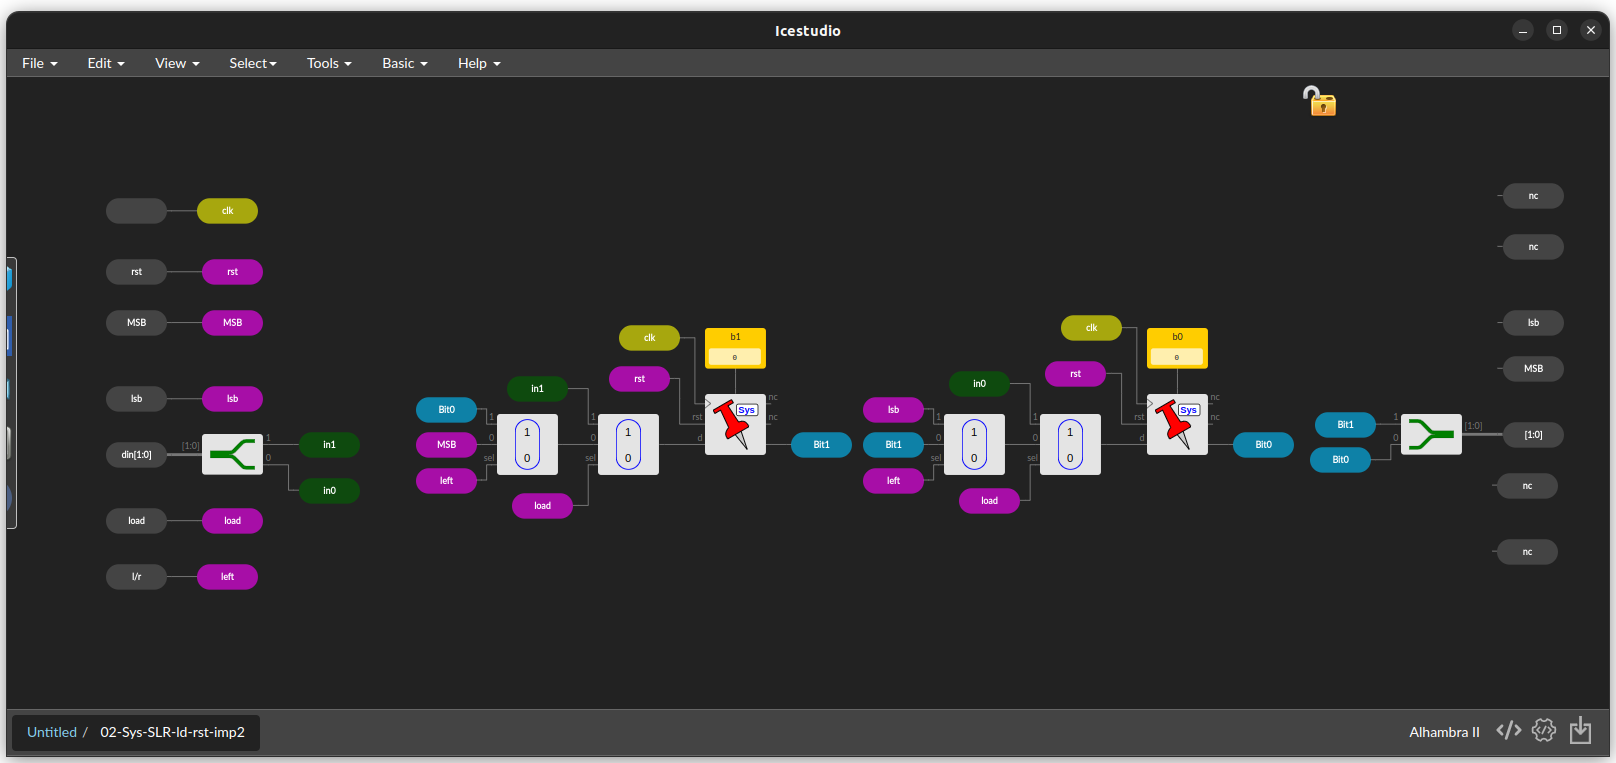 Icestudio
File Edit View Select Tools Basic Help
nc
clk
nc
rst rst
MSB MSB
lsb
clk
b0
0
clk
b1
0
MSB
rst
rst
in0
in1
lsb lsb
nc
nc
Sys
Sys
nc
nc
Bit0
1
1
rst
lsb
1
1
rst
Bit1
1
[1:0]
[1:0]
din[1:0]
[1:0]
1
0
in1
MSB
0
sel
1
0
0
sel
1
0
d
Bit1
Bit1
0
sel
1
0
0
sel
1
0
d
Bit0
Bit0
0
left
left
in0
load
load
nc
load load
nc
l/r left
Untitled / 02-Sys-SLR-ld-rst-imp2
Alhambra II